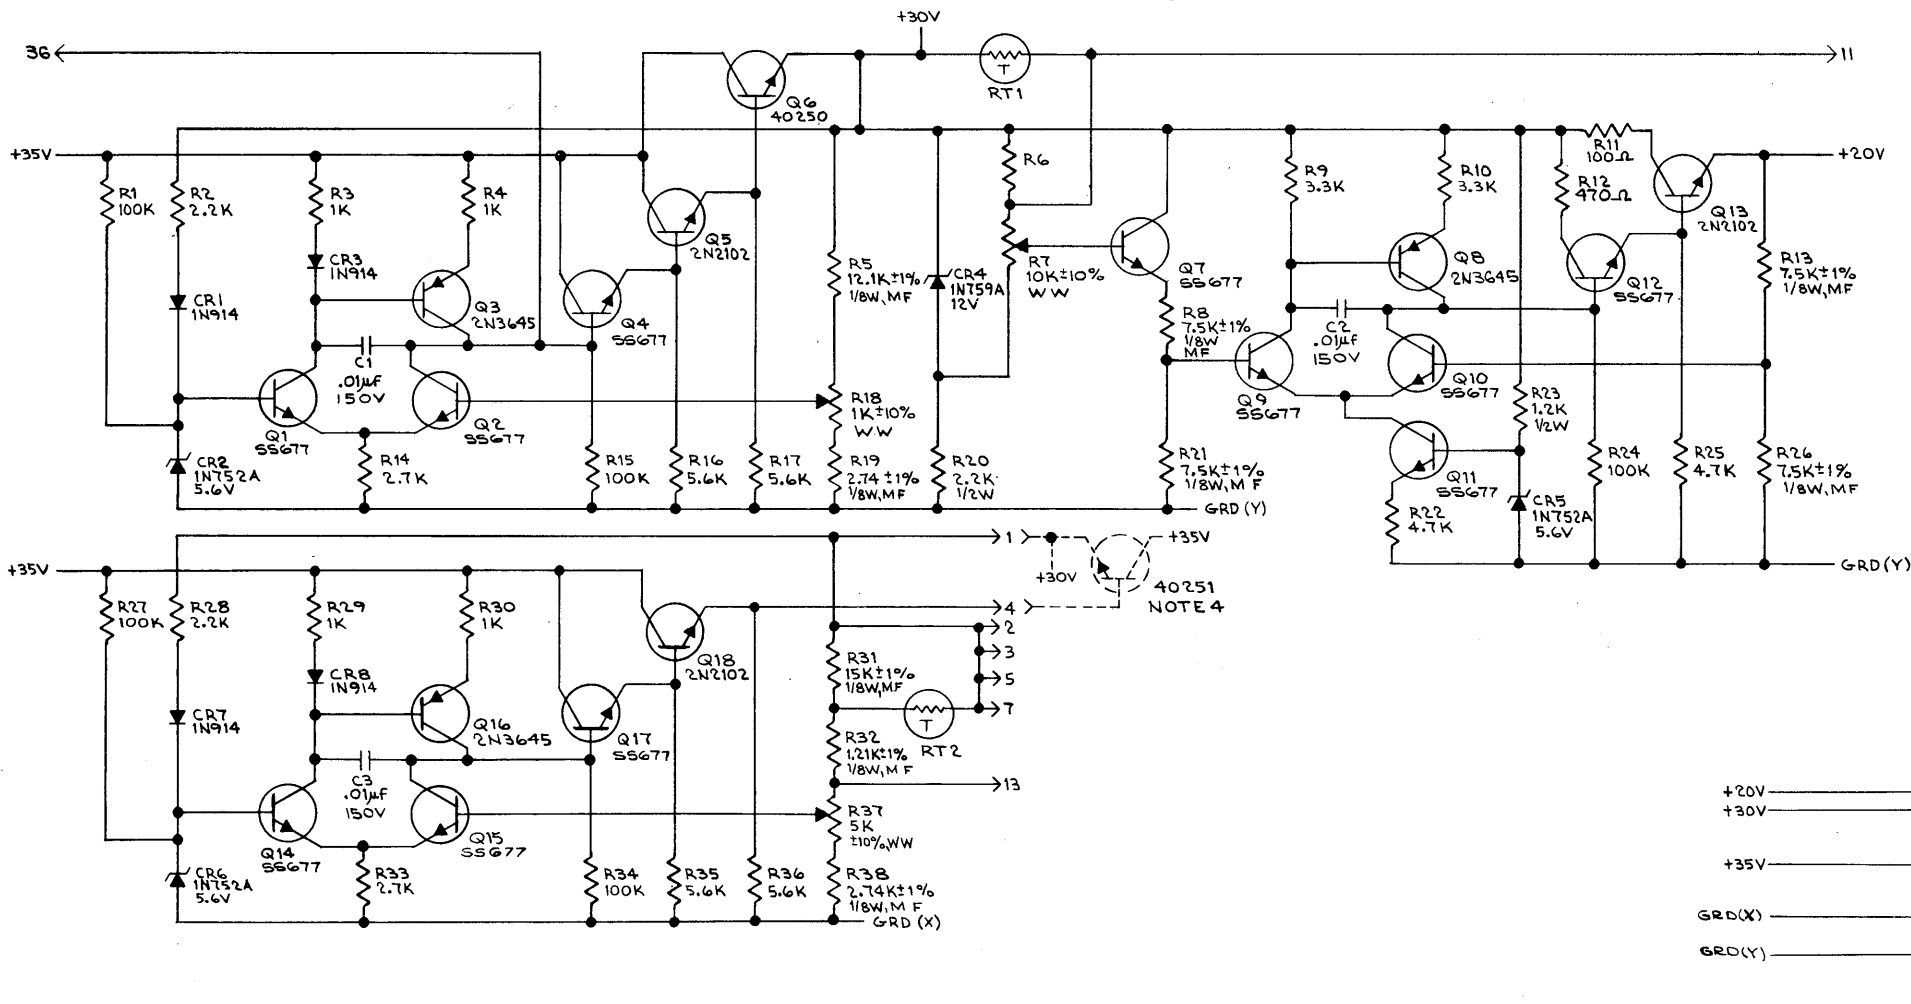 +30V
36
11
T
RT1
Q6
40250
+35V
+20V
R1
100K
R2
2.2K
R3
1K
R4
1K
CR3
1N914
CR1
1N914
Q3
2N3645
Q5
2N2102
Q4
SS677
C1
.01µF
150V
Q1
SS677
Q2
SS677
CR2
1N752A
5.6V
R14
2.7K
R15
100K
R16
5.6K
R17
5.6K
R5
12.1K±1%
1/8W, MF
R18
1K±10%
WW
R19
2.74 ±1%
1/8W, MF
R6
CR4
1N759A
12V
R7
10K±10%
WW
R20
2.2K
1/2W
Q7
SS677
R8
7.5K±1%
1/8W
MF
R21
7.5K±1%
1/8W, MF
GRD (Y)
R9
3.3K
R10
3.3K
R11
100Ω
R12
470Ω
Q13
2N2102
Q8
2N3645
Q12
SS677
R13
7.5K±1%
1/8W, MF
C2
.01µF
150V
Q9
SS677
Q10
SS677
R23
1.2K
1/2W
Q11
SS677
R22
4.7K
CR5
1N752A
5.6V
R24
100K
R25
4.7K
R26
7.5K±1%
1/8W, MF
GRD (Y)
+35V
1
+30V
+35V
40251
NOTE 4
4
2
3
5
7
13
R27
100K
R28
2.2K
R29
1K
R30
1K
CR8
1N914
CR7
1N914
Q16
2N3645
Q18
2N2102
Q17
SS677
C3
.01µF
150V
Q14
SS677
Q15
SS677
CR6
1N752A
5.6V
R33
2.7K
R34
100K
R35
5.6K
R36
5.6K
R31
15K±1%
1/8W, MF
T
RT2
R32
1.21K±1%
1/8W, MF
R37
5K
±10%, WW
R38
2.74K±1%
1/8W, MF
GRD (X)
+20V
+30V
+35V
GRD(X)
GRD(Y)